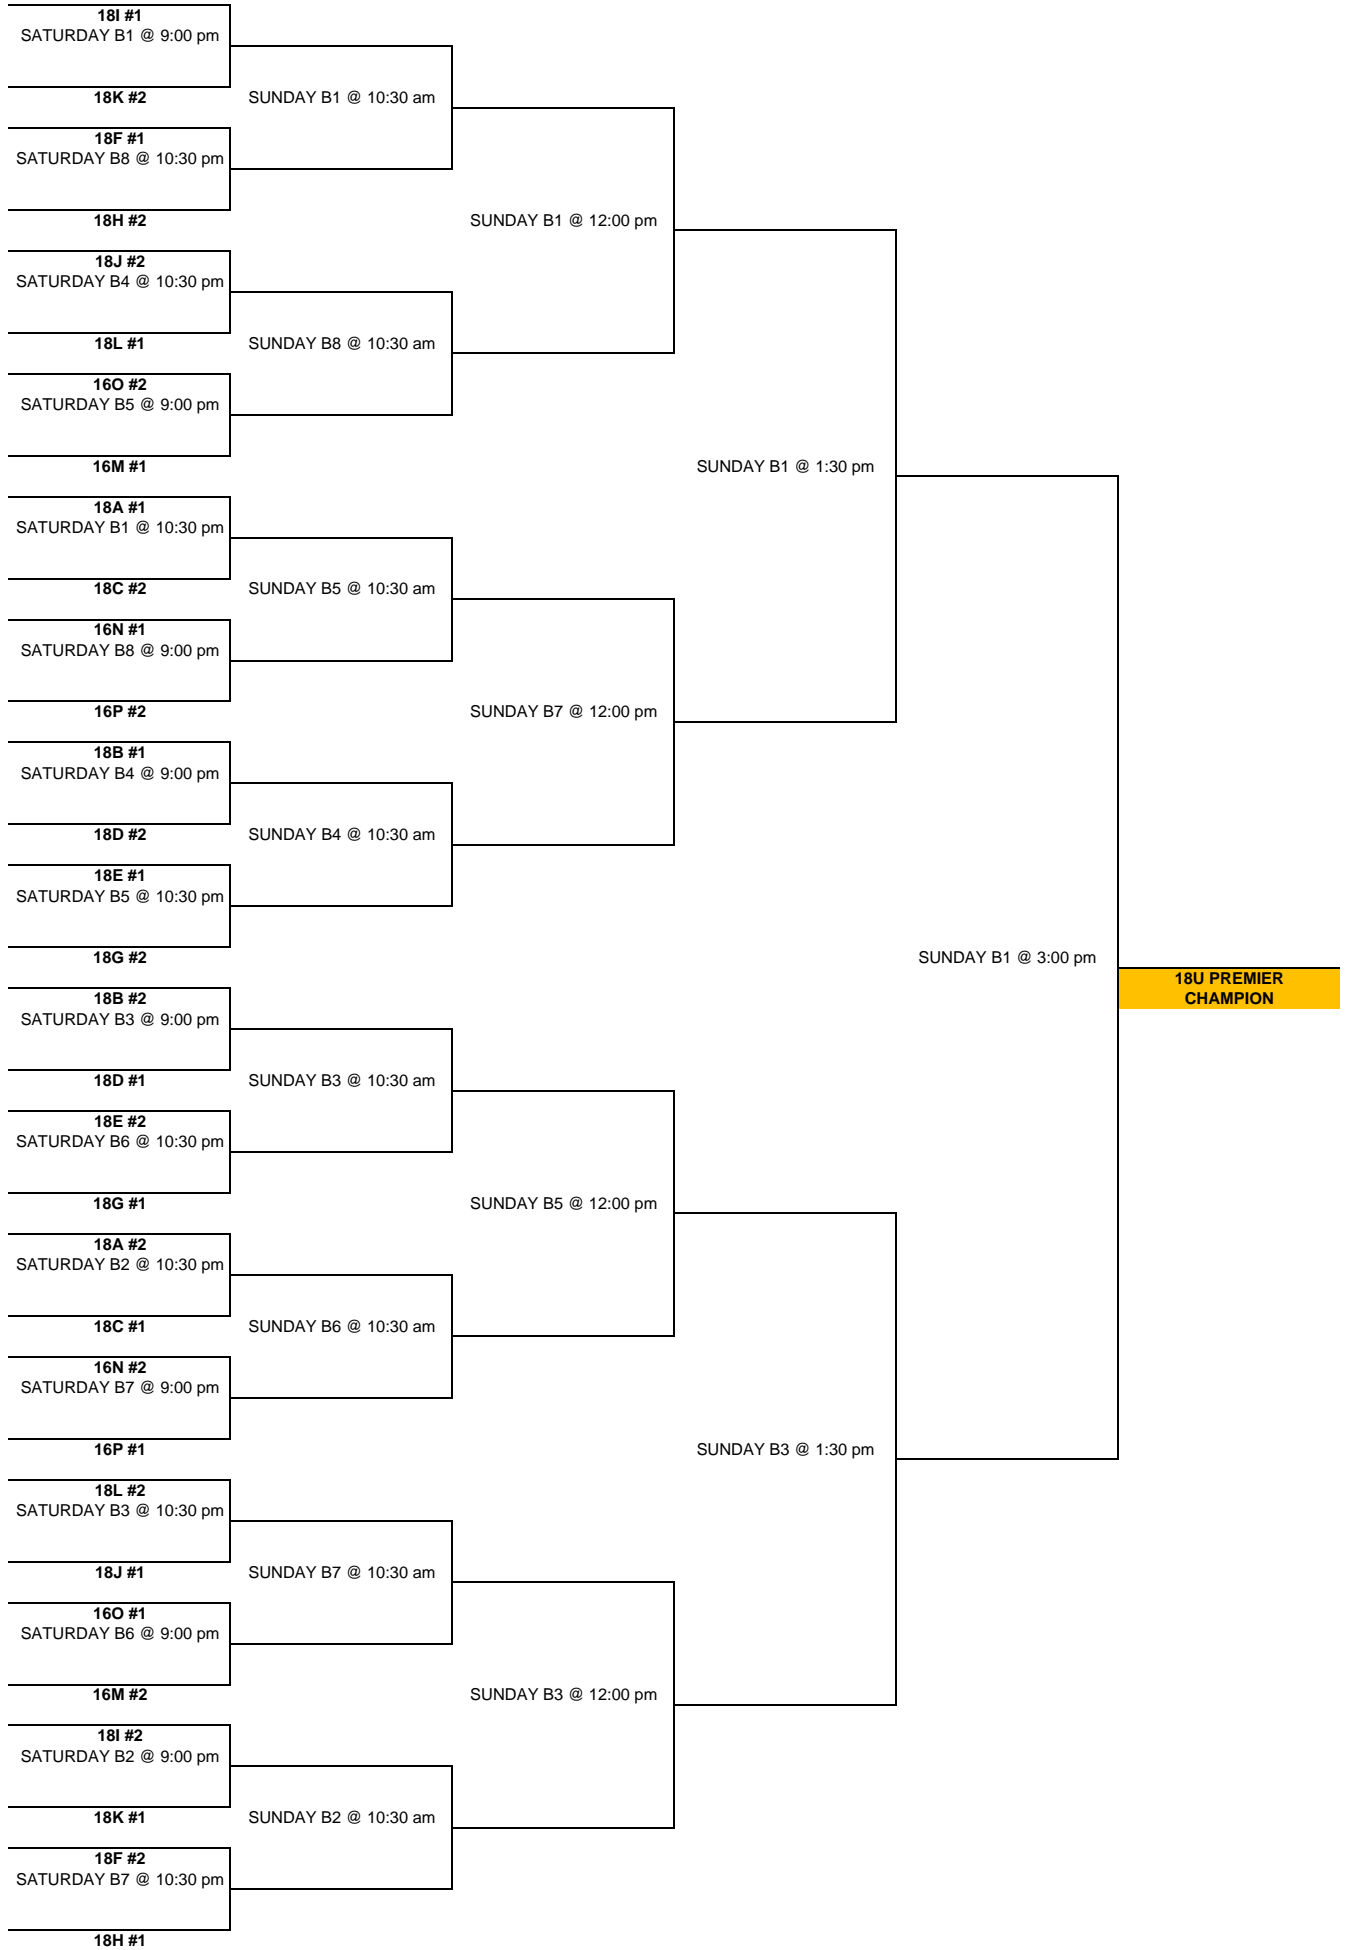 18I #1
SATURDAY B1 @ 9:00 pm
18K #2
SUNDAY B1 @ 10:30 am
18F #1
SATURDAY B8 @ 10:30 pm
18H #2
SUNDAY B1 @ 12:00 pm
18J #2
SATURDAY B4 @ 10:30 pm
18L #1
SUNDAY B8 @ 10:30 am
16O #2
SATURDAY B5 @ 9:00 pm
16M #1
SUNDAY B1 @ 1:30 pm
18A #1
SATURDAY B1 @ 10:30 pm
18C #2
SUNDAY B5 @ 10:30 am
16N #1
SATURDAY B8 @ 9:00 pm
16P #2
SUNDAY B7 @ 12:00 pm
18B #1
SATURDAY B4 @ 9:00 pm
18D #2
SUNDAY B4 @ 10:30 am
18E #1
SATURDAY B5 @ 10:30 pm
18G #2
SUNDAY B1 @ 3:00 pm
18U PREMIER
CHAMPION
18B #2
SATURDAY B3 @ 9:00 pm
18D #1
SUNDAY B3 @ 10:30 am
18E #2
SATURDAY B6 @ 10:30 pm
18G #1
SUNDAY B5 @ 12:00 pm
18A #2
SATURDAY B2 @ 10:30 pm
18C #1
SUNDAY B6 @ 10:30 am
16N #2
SATURDAY B7 @ 9:00 pm
16P #1
SUNDAY B3 @ 1:30 pm
18L #2
SATURDAY B3 @ 10:30 pm
18J #1
SUNDAY B7 @ 10:30 am
16O #1
SATURDAY B6 @ 9:00 pm
16M #2
SUNDAY B3 @ 12:00 pm
18I #2
SATURDAY B2 @ 9:00 pm
18K #1
SUNDAY B2 @ 10:30 am
18F #2
SATURDAY B7 @ 10:30 pm
18H #1